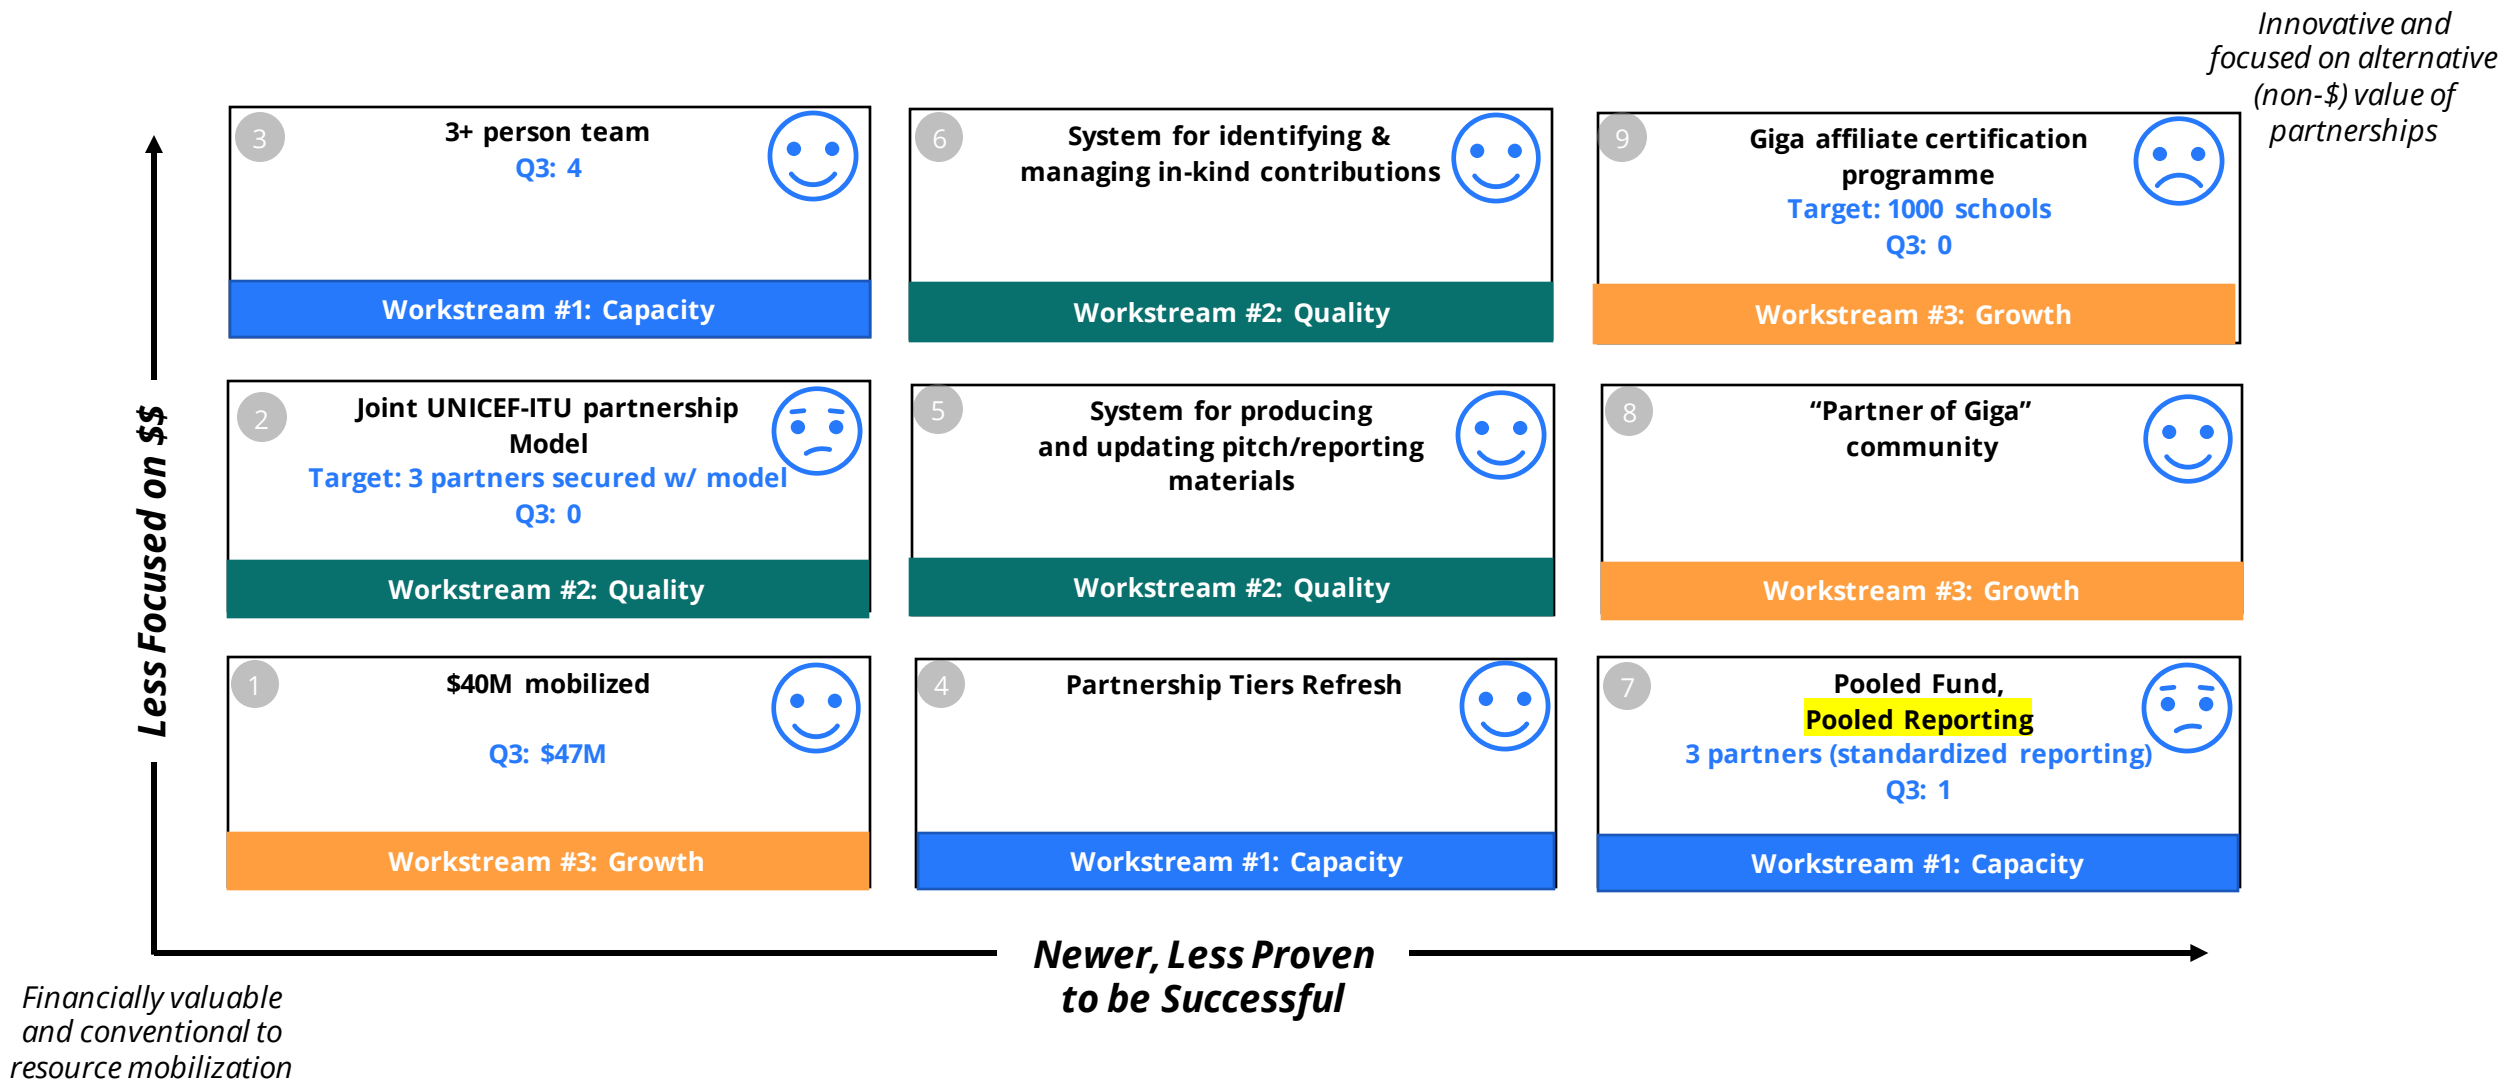 Innovative and
focused on alternative
(non-$) value of
partnerships
3
3+ person team
Q3: 4
Workstream #1: Capacity
6
System for identifying &
managing in-kind contributions
Workstream #2: Quality
9
Giga affiliate certification
programme
Target: 1000 schools
Q3: 0
Workstream #3: Growth
Less Focused on $$
2
Joint UNICEF-ITU partnership
Model
Target: 3 partners secured w/ model
Q3: 0
Workstream #2: Quality
5
System for producing
and updating pitch/reporting
materials
Workstream #2: Quality
8
“Partner of Giga”
community
Workstream #3: Growth
1
$40M mobilized
Q3: $47M
Workstream #3: Growth
4
Partnership Tiers Refresh
Workstream #1: Capacity
7
Pooled Fund,
Pooled Reporting
3 partners (standardized reporting)
Q3: 1
Workstream #1: Capacity
Newer, Less Proven
to be Successful
Financially valuable
and conventional to
resource mobilization